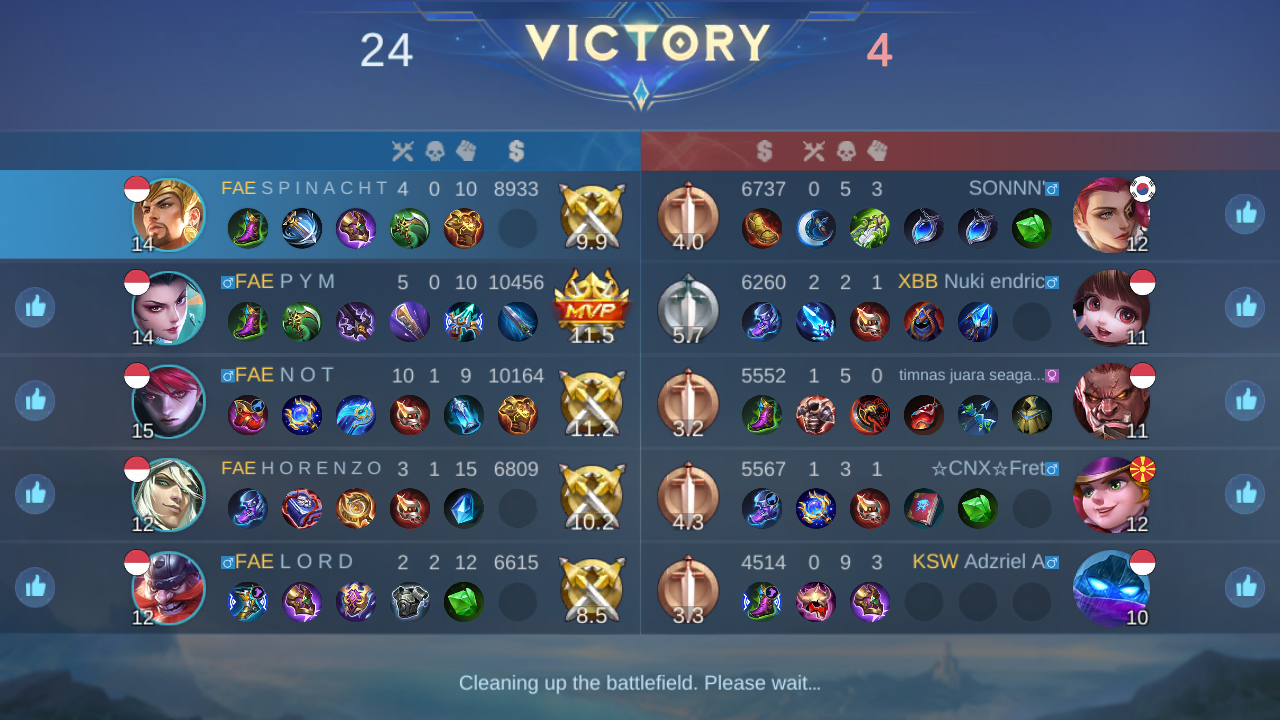 24 VICTORY 4
FAE S P I N A C H T 4 0 10 8933
14 9.9
6737 0 5 3 SONNN'
4.0 12
FAE P Y M 5 0 10 10456
MVP
14 11.5
6260 2 2 1 XBB Nuki endric
5.7 11
FAE N O T 10 1 9 10164
15 11.2
5552 1 5 0 timnas juara seaga...
3.2 11
FAE H O R E N Z O 3 1 15 6809
12 10.2
5567 1 3 1 ☆CNX☆Fret
4.3 12
FAE L O R D 2 2 12 6615
12 8.5
4514 0 9 3 KSW Adzriel A
3.3 10
Cleaning up the battlefield. Please wait...